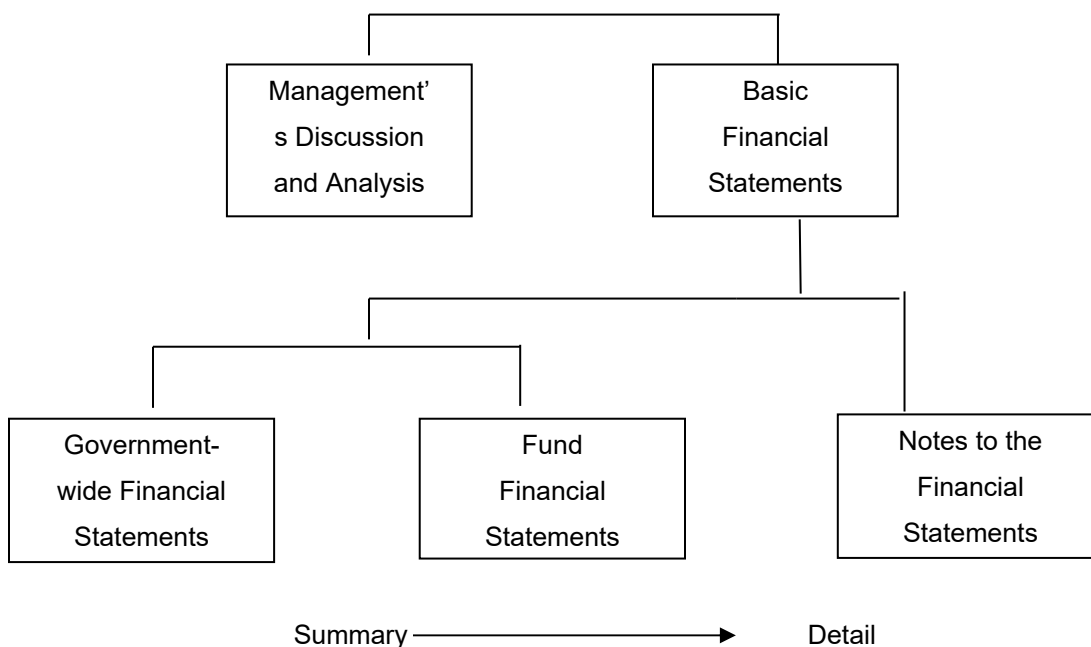 Management’
s Discussion
and Analysis
Basic
Financial
Statements
Government-
wide Financial
Statements
Fund
Financial
Statements
Notes to the
Financial
Statements
Summary
Detail